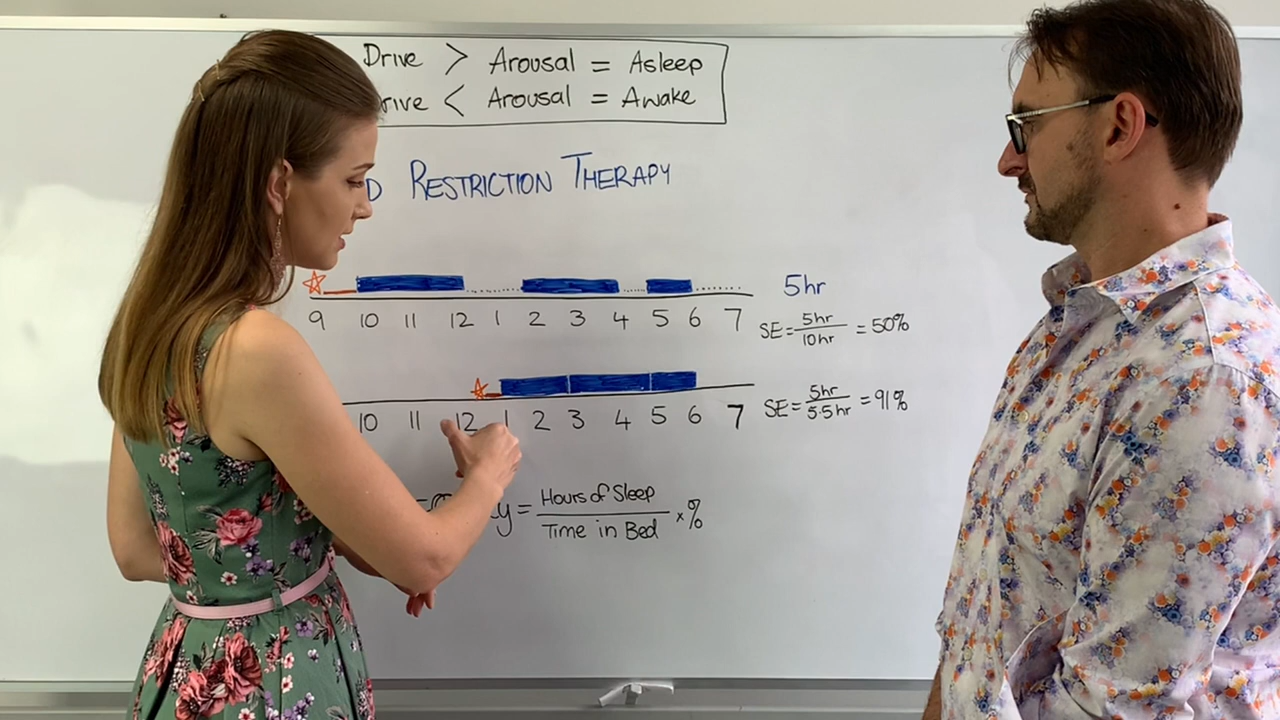 Drive > Arousal = Asleep
rive < Arousal = Awake
D RESTRICTION THERAPY
5hr
9 10 11 12 1 2 3 4 5 6 7
SE = 5hr / 10hr = 50%
10 11 12 1 2 3 4 5 6 7
SE = 5hr / 5.5hr = 91%
y = Hours of Sleep / Time in Bed × %